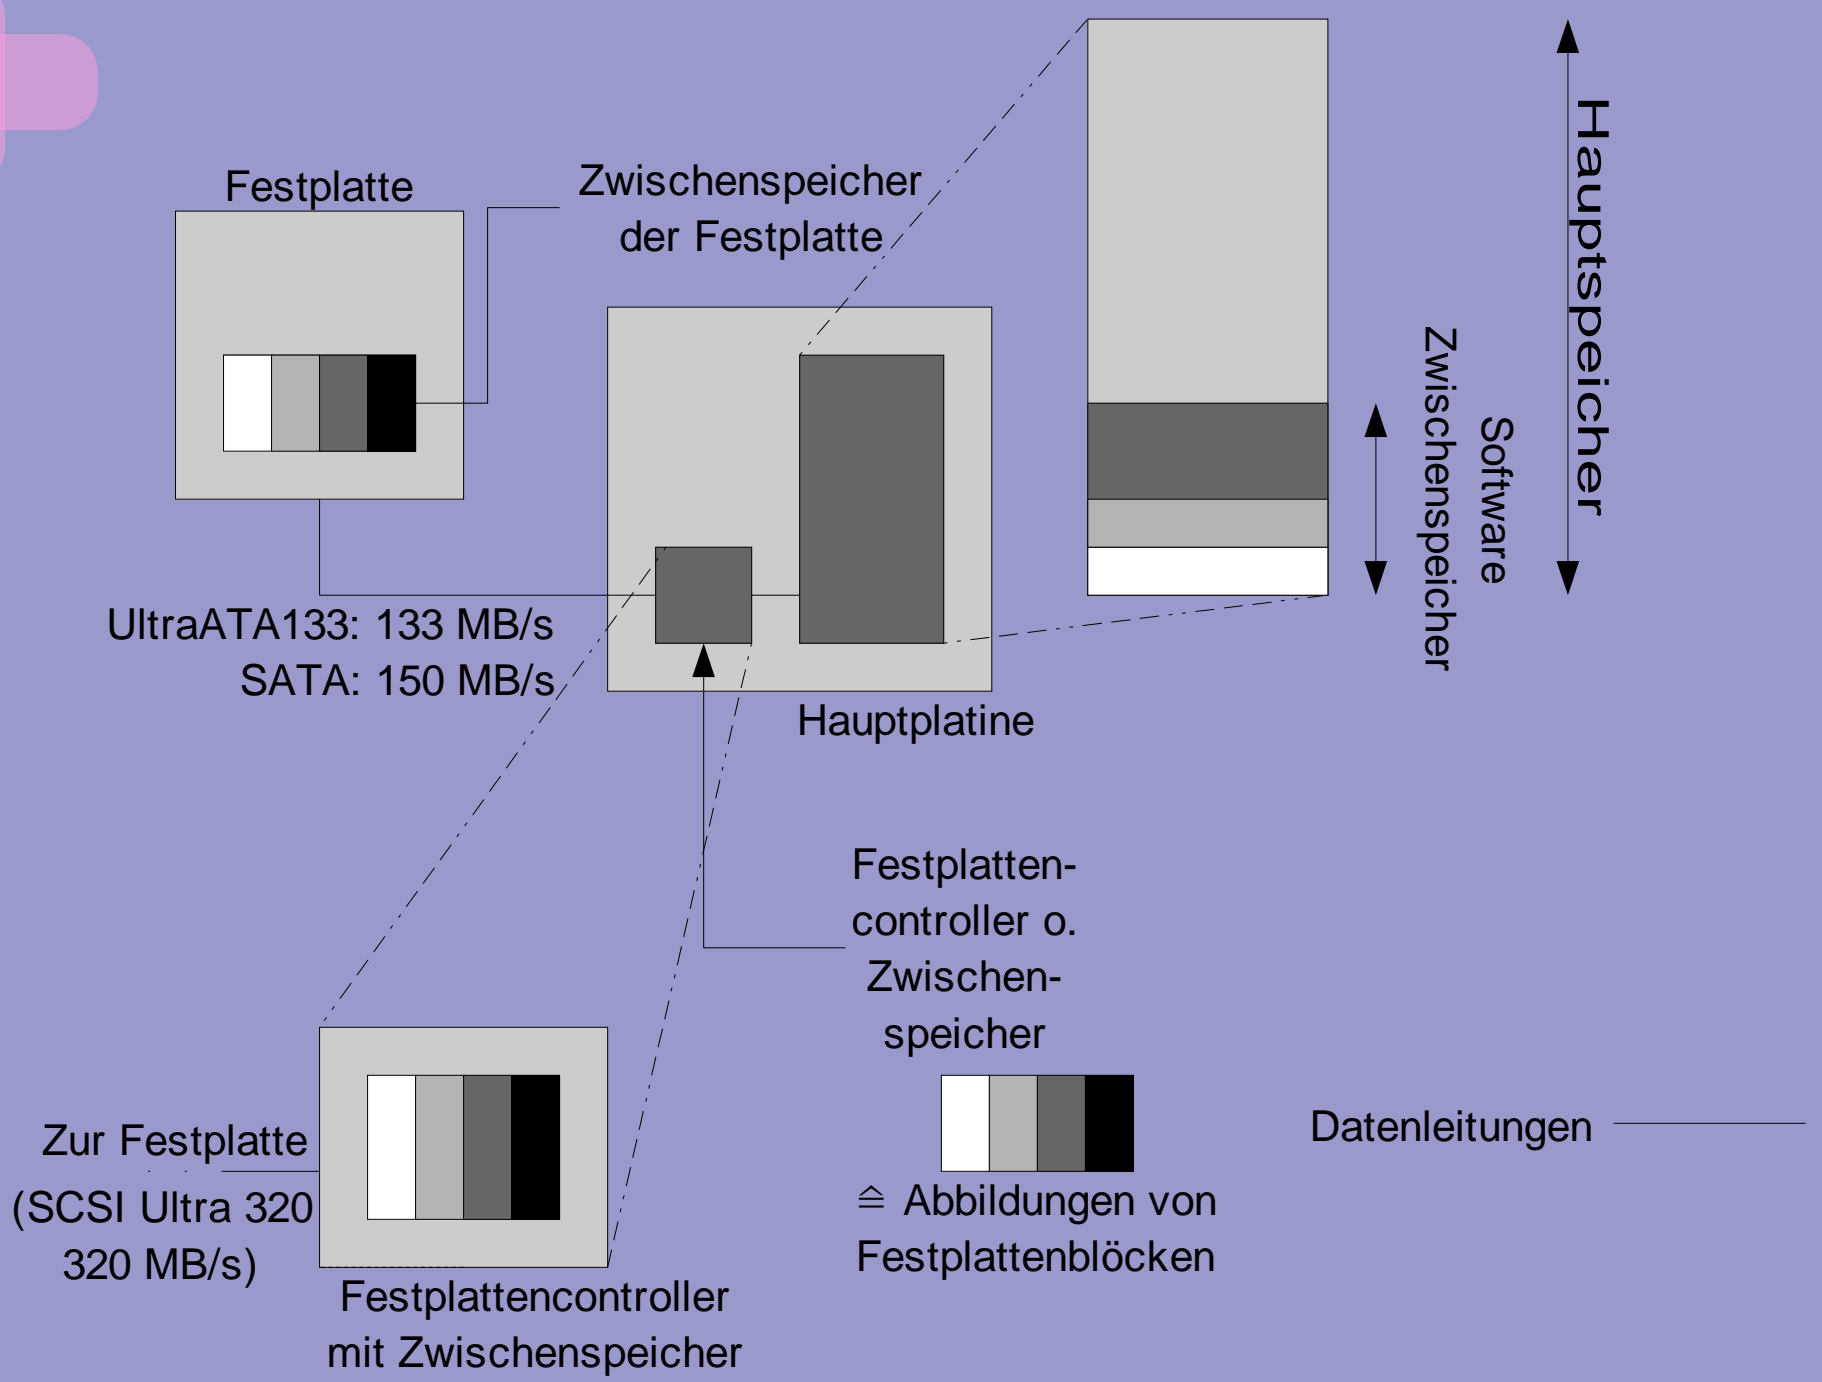 Festplatte
Zwischenspeicher
der Festplatte
Hauptspeicher
Software
Zwischenspeicher
UltraATA133: 133 MB/s
SATA: 150 MB/s
Hauptplatine
Festplatten-
controller o.
Zwischen-
speicher
Zur Festplatte
(SCSI Ultra 320
320 MB/s)
Festplattencontroller
mit Zwischenspeicher
≙ Abbildungen von
Festplattenblöcken
Datenleitungen